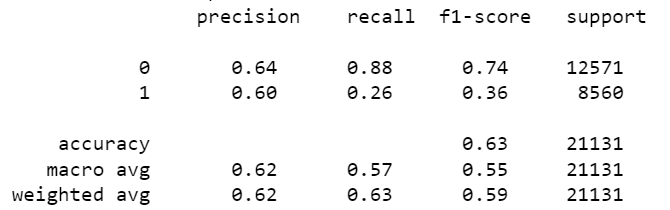 precision recall f1-score support
0 0.64 0.88 0.74 12571
1 0.60 0.26 0.36 8560
accuracy 0.63 21131
macro avg 0.62 0.57 0.55 21131
weighted avg 0.62 0.63 0.59 21131